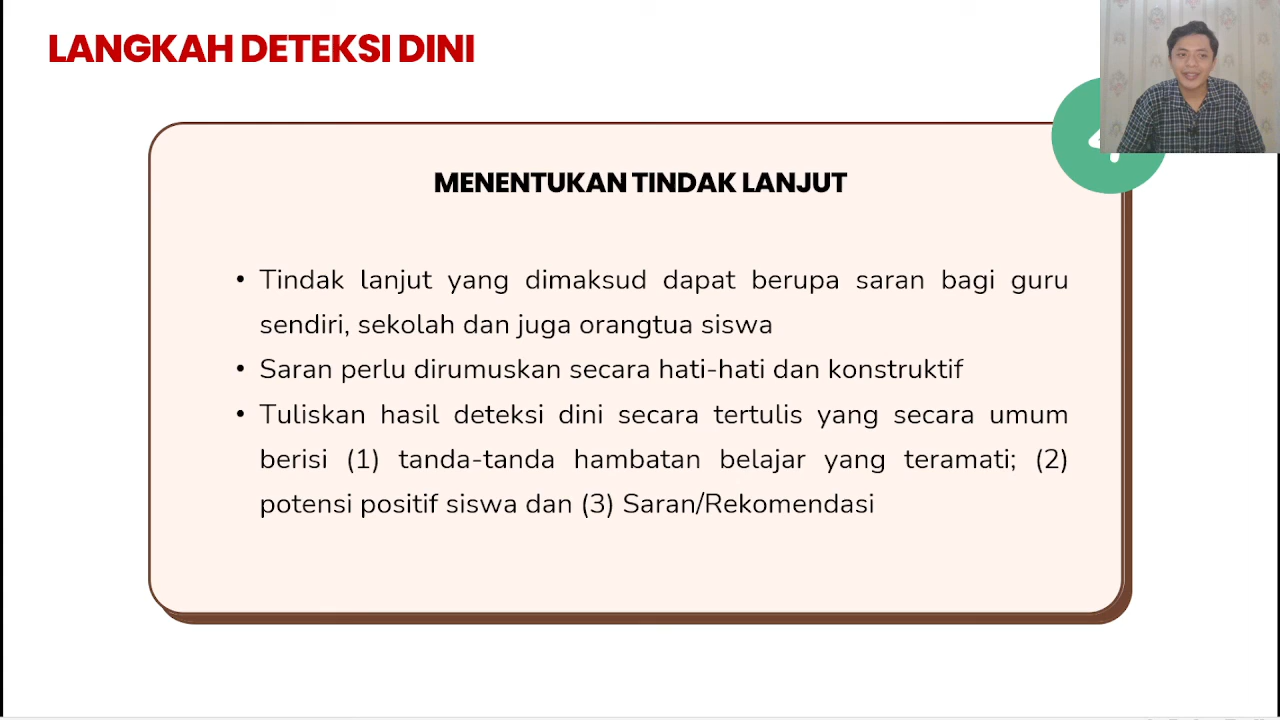 LANGKAH DETEKSI DINI
MENENTUKAN TINDAK LANJUT
• Tindak lanjut yang dimaksud dapat berupa saran bagi guru
sendiri, sekolah dan juga orangtua siswa
• Saran perlu dirumuskan secara hati-hati dan konstruktif
• Tuliskan hasil deteksi dini secara tertulis yang secara umum
berisi (1) tanda-tanda hambatan belajar yang teramati; (2)
potensi positif siswa dan (3) Saran/Rekomendasi